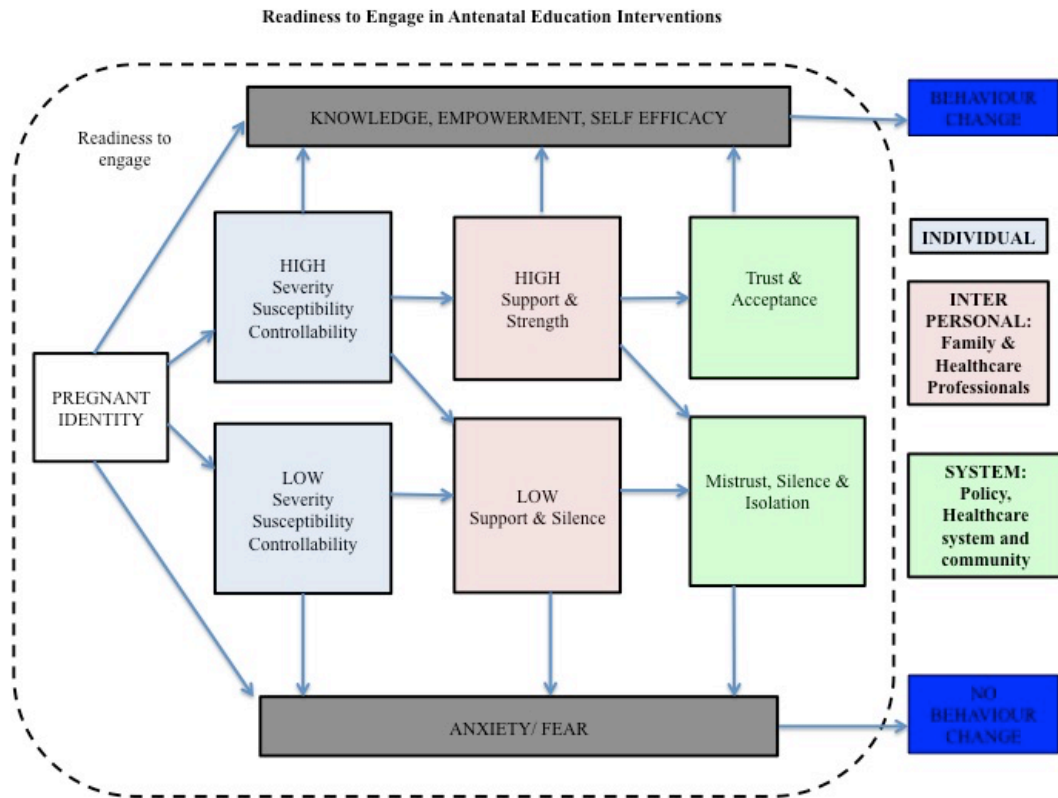 Readiness to Engage in Antenatal Education Interventions
KNOWLEDGE, EMPOWERMENT, SELF EFFICACY
BEHAVIOUR
CHANGE
Readiness to
engage
HIGH
Severity
Susceptibility
Controllability
HIGH
Support &
Strength
Trust &
Acceptance
INDIVIDUAL
INTER
PERSONAL:
Family &
Healthcare
Professionals
PREGNANT
IDENTITY
LOW
Severity
Susceptibility
Controllability
LOW
Support & Silence
Mistrust, Silence &
Isolation
SYSTEM:
Policy,
Healthcare
system and
community
ANXIETY/ FEAR
NO
BEHAVIOUR
CHANGE